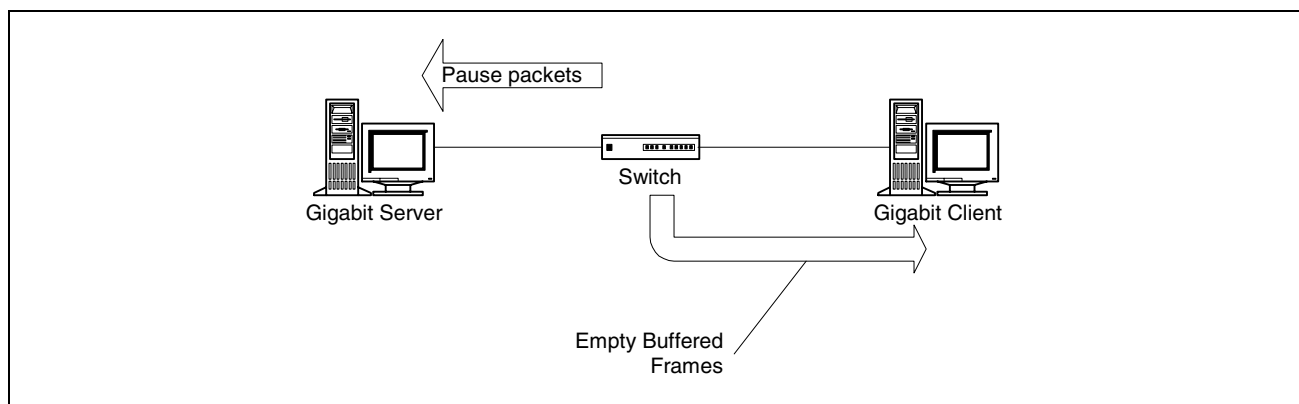 Pause packets
Switch
Gigabit Server
Gigabit Client
Empty Buffered
Frames